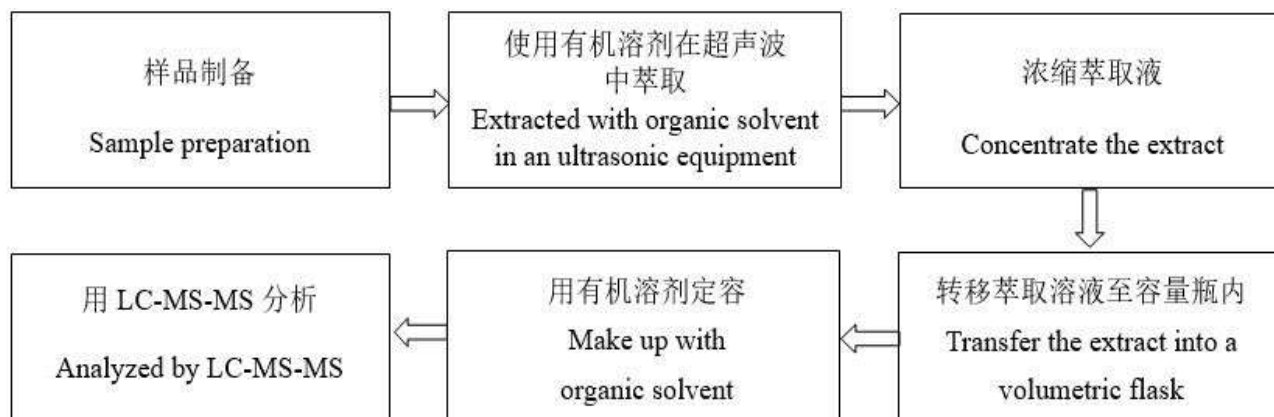 样品制备
Sample preparation
使用有机溶剂在超声波
中萃取
Extracted with organic solvent
in an ultrasonic equipment
浓缩萃取液
Concentrate the extract
转移萃取溶液至容量瓶内
Transfer the extract into a
volumetric flask
用有机溶剂定容
Make up with
organic solvent
用 LC-MS-MS 分析
Analyzed by LC-MS-MS